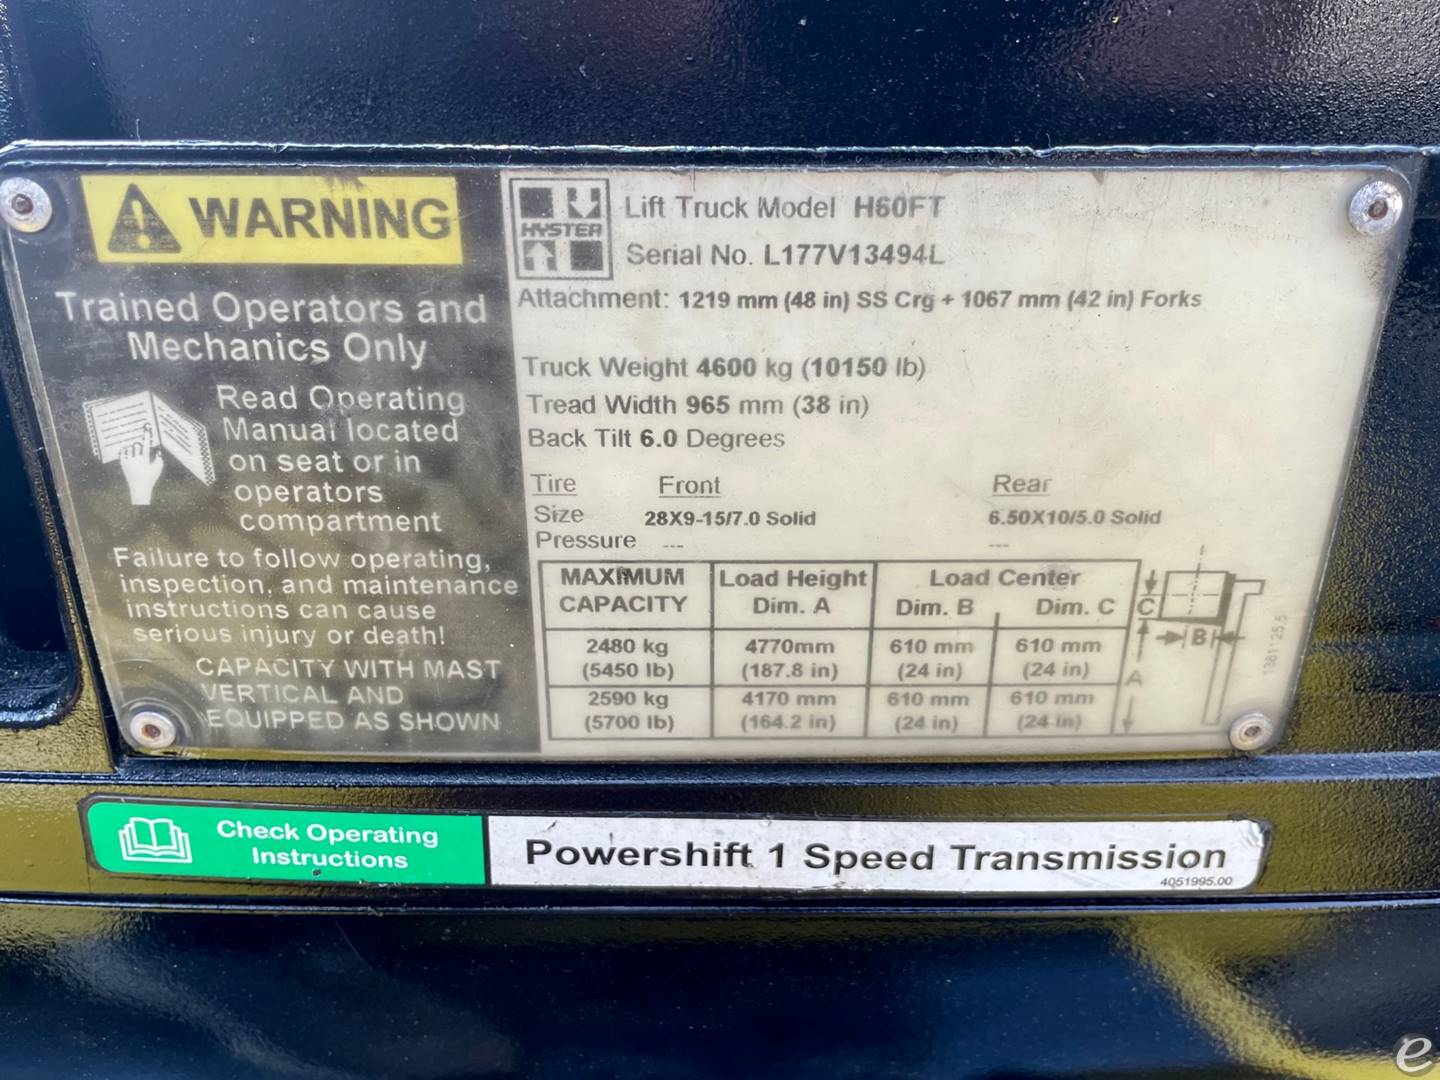 WARNING
Trained Operators and
Mechanics Only
Read Operating
Manual located
on seat or in
operators
compartment
Failure to follow operating,
inspection, and maintenance
instructions can cause
serious injury or death!
CAPACITY WITH MAST
VERTICAL AND
EQUIPPED AS SHOWN
HYSTER
Lift Truck Model H60FT
Serial No. L177V13494L
Attachment: 1219 mm (48 in) SS Crg + 1067 mm (42 in) Forks
Truck Weight 4600 kg (10150 lb)
Tread Width 965 mm (38 in)
Back Tilt 6.0 Degrees
Tire Front Rear
Size 28X9-15/7.0 Solid 6.50X10/5.0 Solid
Pressure --- ---
MAXIMUM Load Height Load Center
CAPACITY Dim. A Dim. B Dim. C
2480 kg 4770mm 610 mm 610 mm
(5450 lb) (187.8 in) (24 in) (24 in)
2590 kg 4170 mm 610 mm 610 mm
(5700 lb) (164.2 in) (24 in) (24 in)
C
B
A
Check Operating
Instructions
Powershift 1 Speed Transmission
4051995.00
e